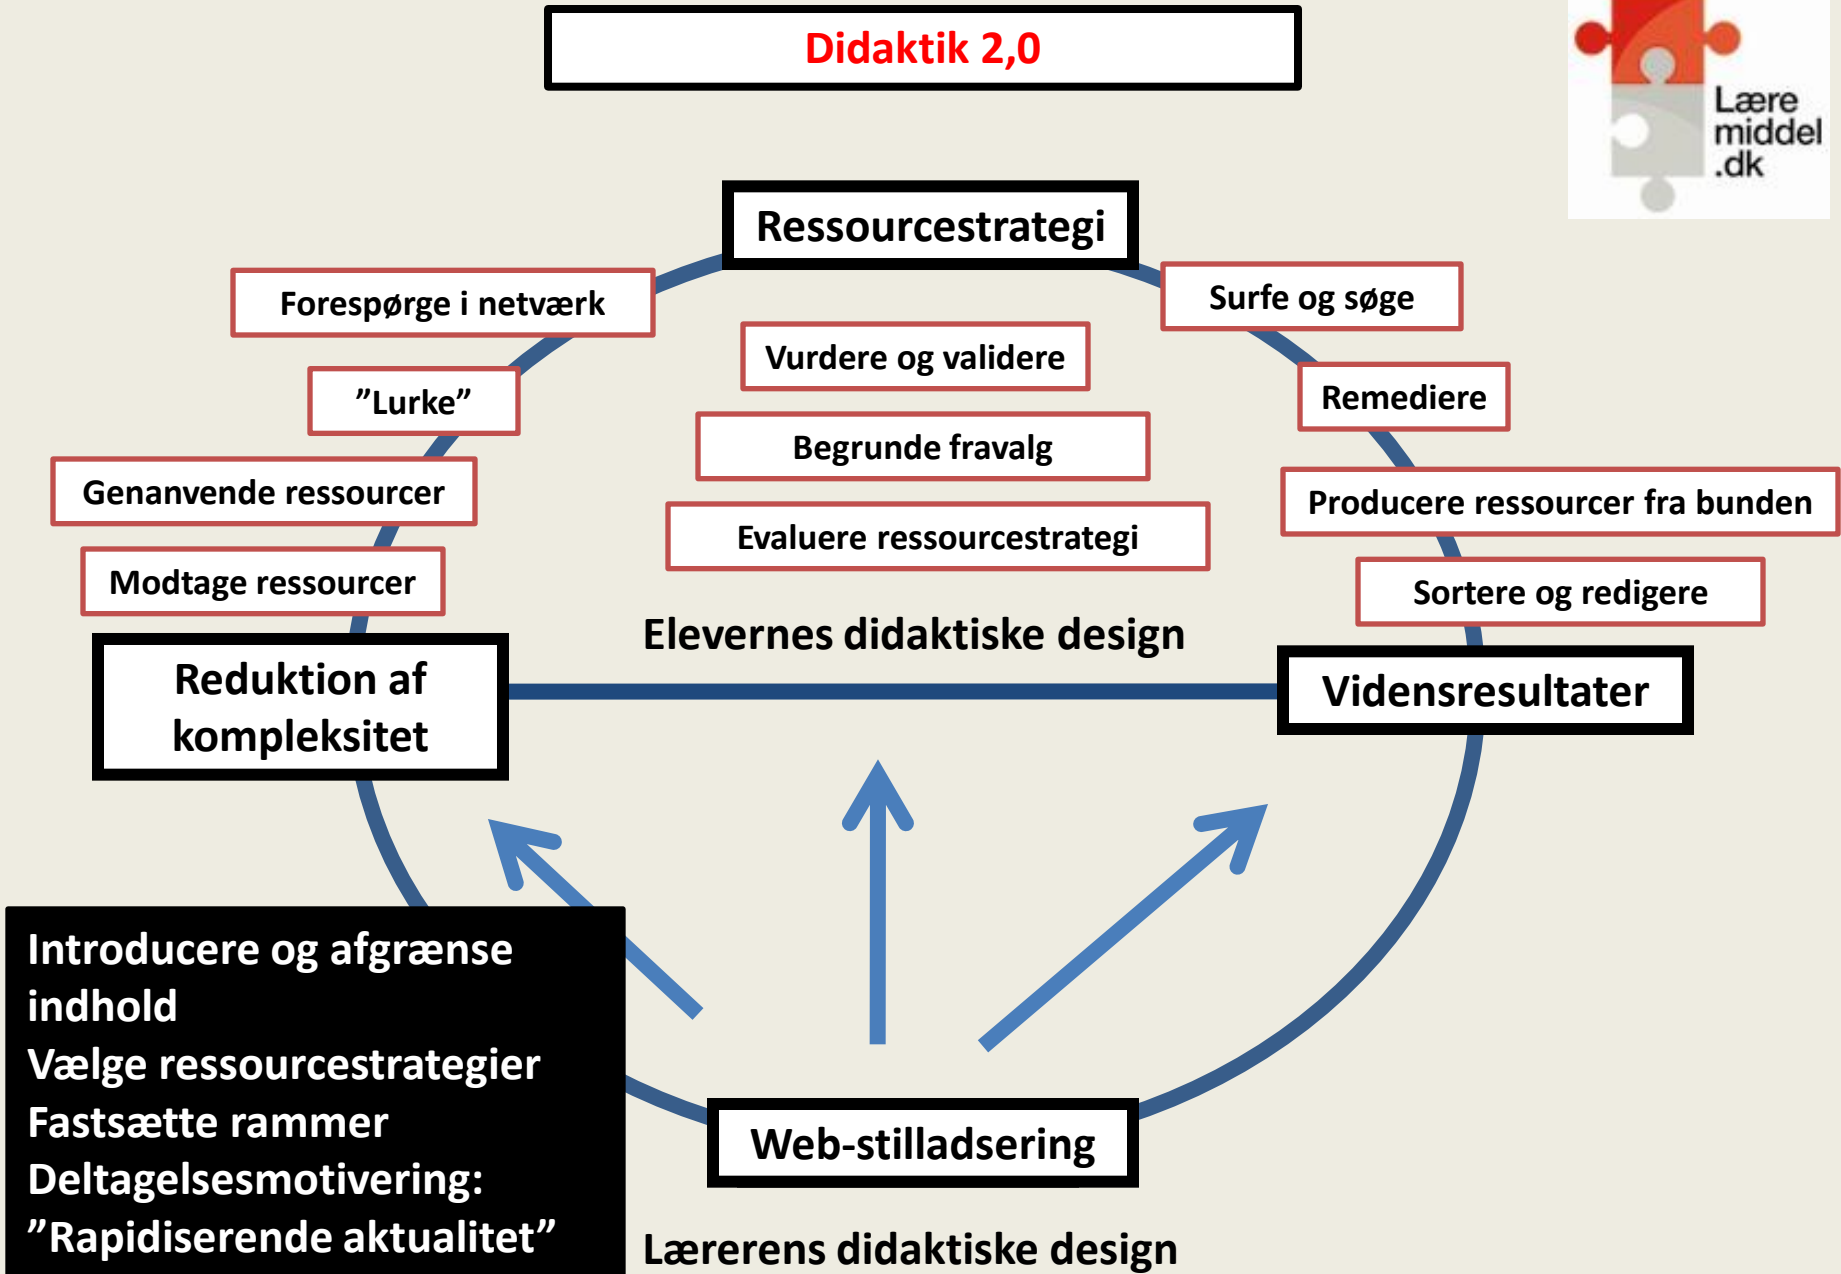 Didaktik 2,0
Lære
middel
.dk
Ressourcestrategi
Forespørge i netværk
Surfe og søge
Vurdere og validere
”Lurke”
Remediere
Begrunde fravalg
Genanvende ressourcer
Producere ressourcer fra bunden
Evaluere ressourcestrategi
Modtage ressourcer
Sortere og redigere
Elevernes didaktiske design
Reduktion af
kompleksitet
Vidensresultater
Introducere og afgrænse
indhold
Vælge ressourcestrategier
Fastsætte rammer
Deltagelsesmotivering:
”Rapidiserende aktualitet”
Web-stilladsering
Lærerens didaktiske design